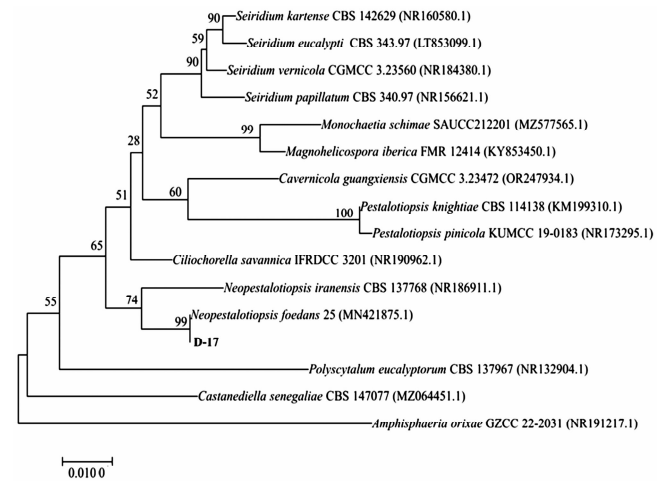 90
Seiridium kartense CBS 142629 (NR160580.1)
59
Seiridium eucalypti CBS 343.97 (LT853099.1)
90
Seiridium vernicola CGMCC 3.23560 (NR184380.1)
52
Seiridium papillatum CBS 340.97 (NR156621.1)
99
Monochaetia schimae SAUCC212201 (MZ577565.1)
28
Magnohelicospora iberica FMR 12414 (KY853450.1)
60
Cavernicola guangxiensis CGMCC 3.23472 (OR247934.1)
51
100
Pestalotiopsis knightiae CBS 114138 (KM199310.1)
Pestalotiopsis pinicola KUMCC 19-0183 (NR173295.1)
65
Ciliochorella savannica IFRDCC 3201 (NR190962.1)
74
Neopestalotiopsis iranensis CBS 137768 (NR186911.1)
55
99
Neopestalotiopsis foedans 25 (MN421875.1)
D-17
Polyscytalum eucalyptorum CBS 137967 (NR132904.1)
Castanediella senegaliae CBS 147077 (MZ064451.1)
Amphisphaeria orixae GZCC 22-2031 (NR191217.1)
0.010 0